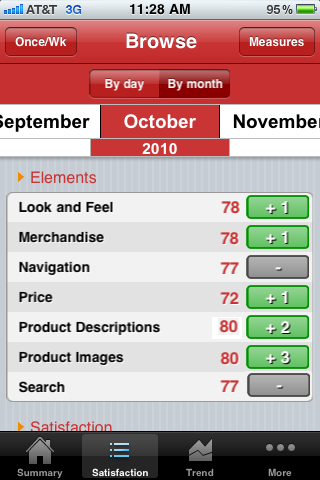 AT&T 3G 11:28 AM 95%
Once/Wk Browse Measures
By day By month
September October November
2010
Elements
Look and Feel 78 + 1
Merchandise 78 + 1
Navigation 77 -
Price 72 + 1
Product Descriptions 80 + 2
Product Images 80 + 3
Search 77 -
Satisfaction
Summary Satisfaction Trend More